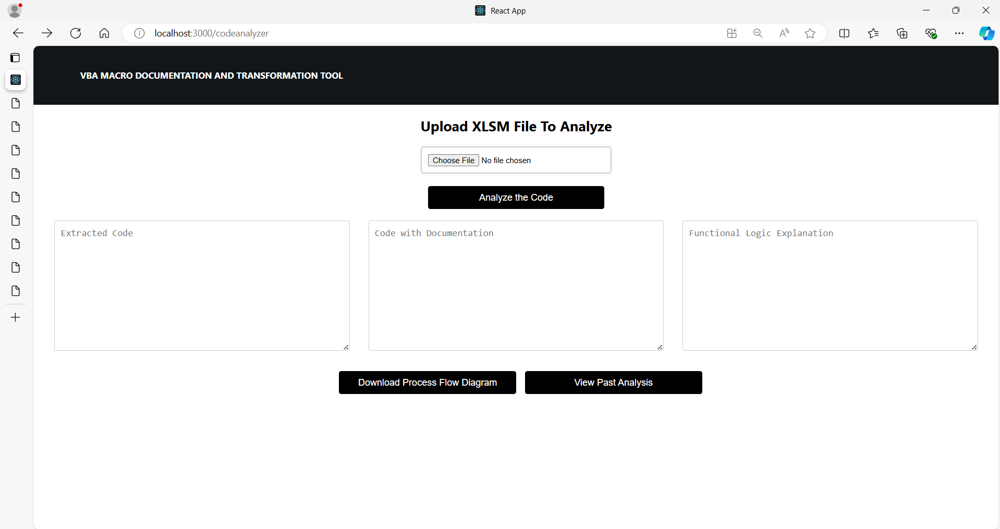 React App
localhost:3000/codeanalyzer
VBA MACRO DOCUMENTATION AND TRANSFORMATION TOOL
Upload XLSM File To Analyze
Choose File No file chosen
Analyze the Code
Extracted Code
Code with Documentation
Functional Logic Explanation
Download Process Flow Diagram
View Past Analysis